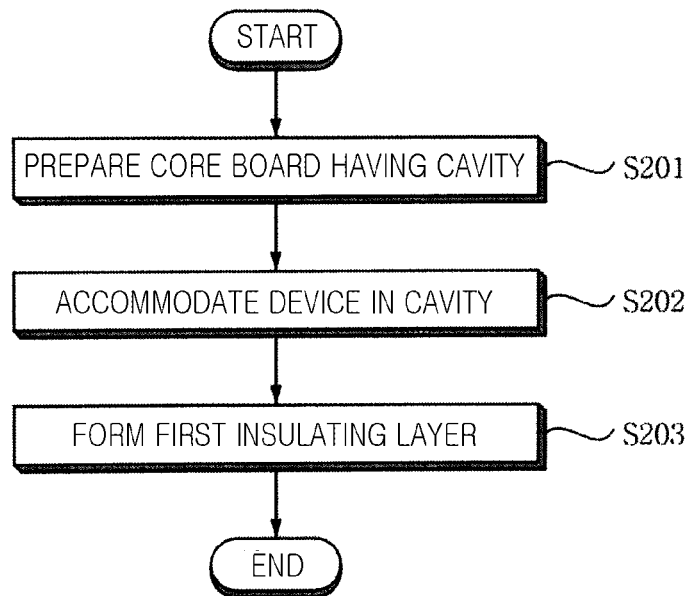 START
PREPARE CORE BOARD HAVING CAVITY
S201
ACCOMMODATE DEVICE IN CAVITY
S202
FORM FIRST INSULATING LAYER
S203
END